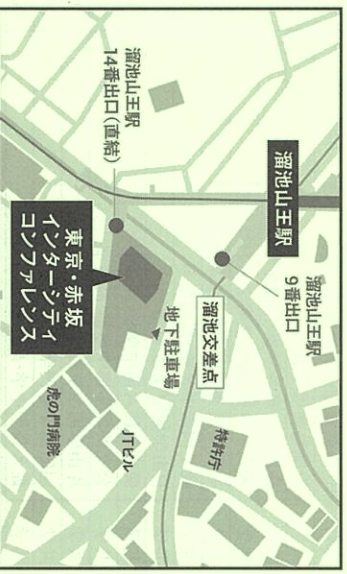 溜池山王駅
溜池山王駅
9番出口
溜池山王駅
14番出口(直結)
溜池交差点
地下駐車場
特許庁
東京・赤坂
インターシティ
コンファレンス
JTビル
虎の門病院